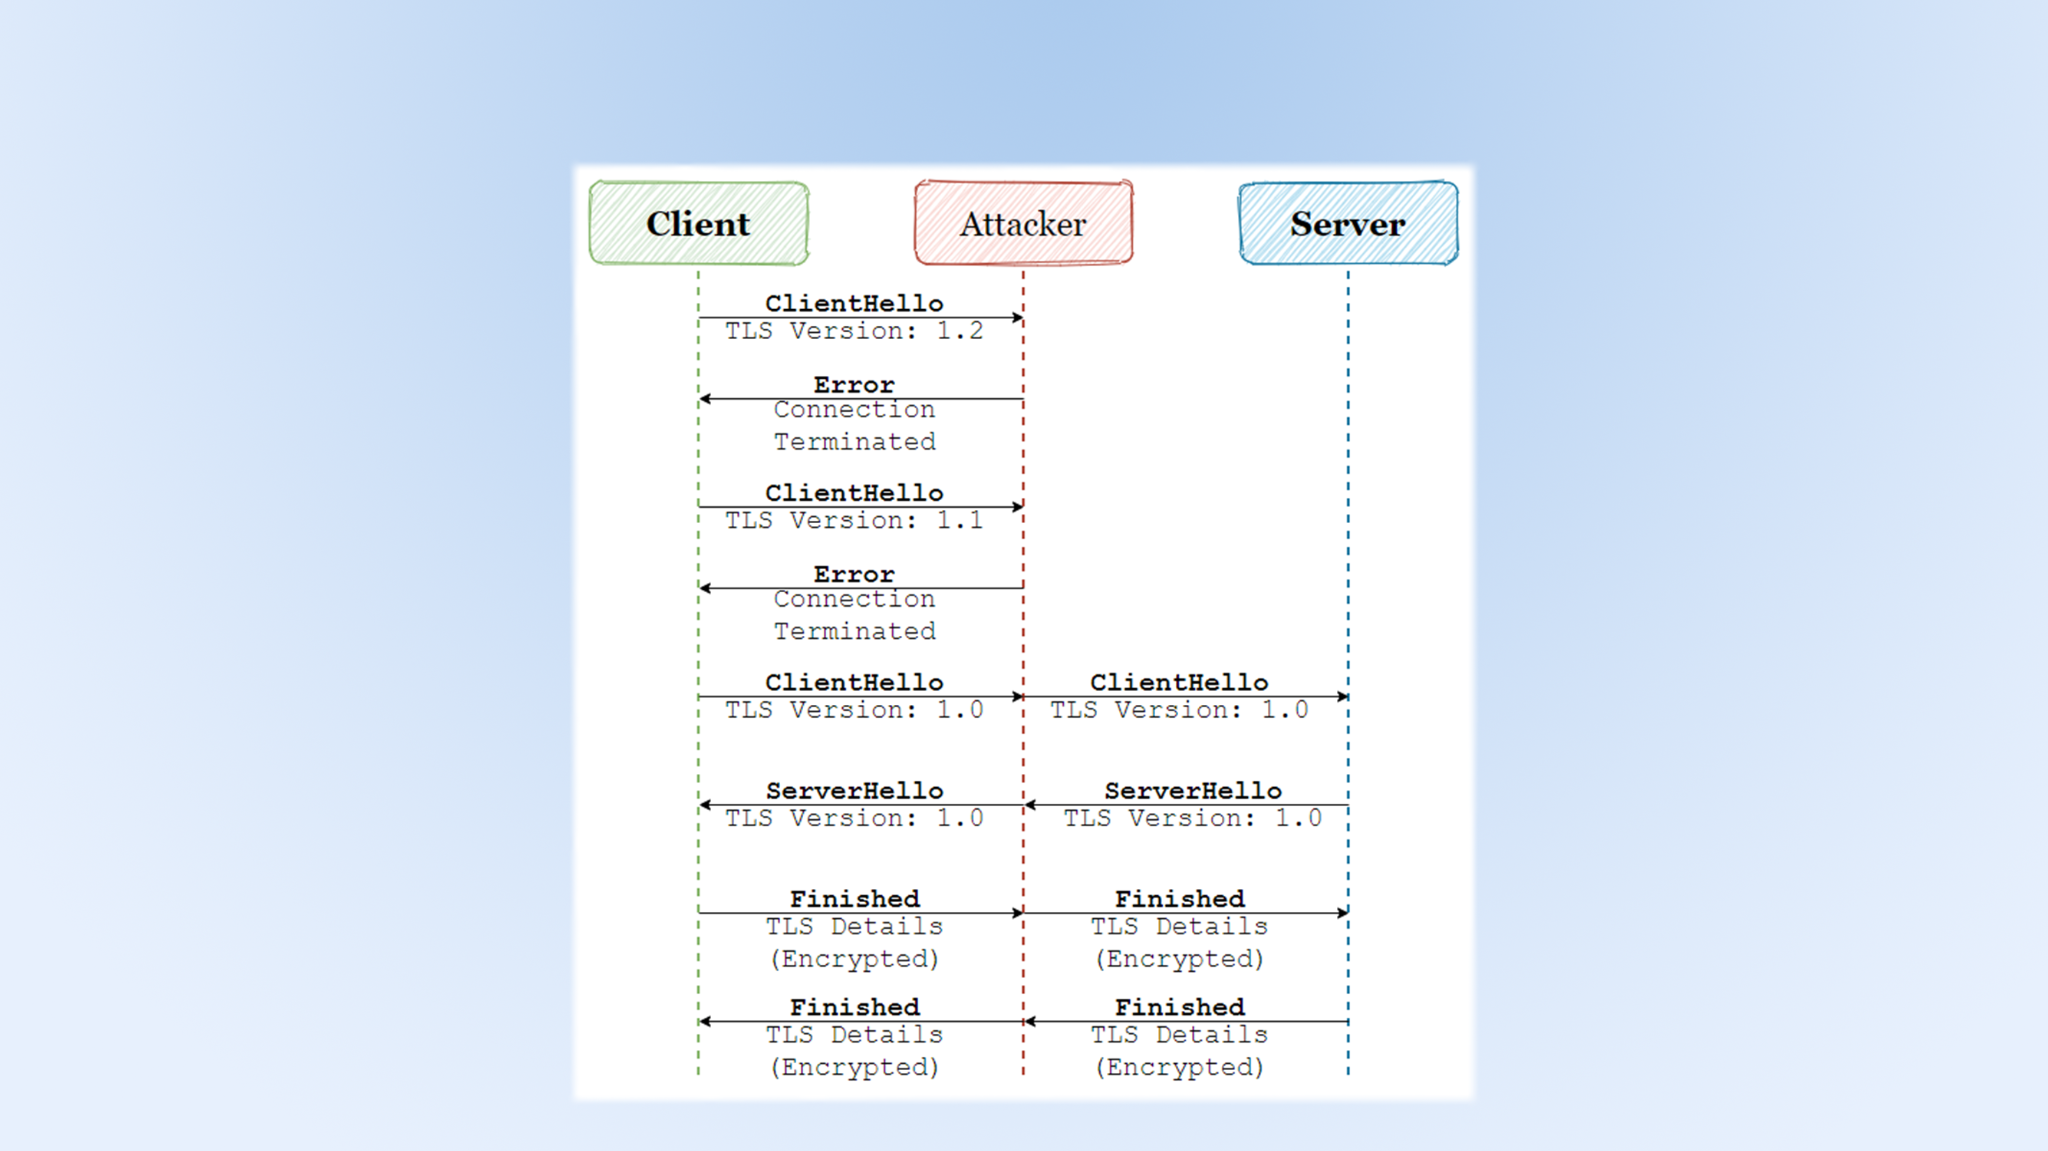 Client
Attacker
Server
ClientHello
TLS Version: 1.2
Error
Connection
Terminated
ClientHello
TLS Version: 1.1
Error
Connection
Terminated
ClientHello
TLS Version: 1.0
ClientHello
TLS Version: 1.0
ServerHello
TLS Version: 1.0
ServerHello
TLS Version: 1.0
Finished
TLS Details
(Encrypted)
Finished
TLS Details
(Encrypted)
Finished
TLS Details
(Encrypted)
Finished
TLS Details
(Encrypted)